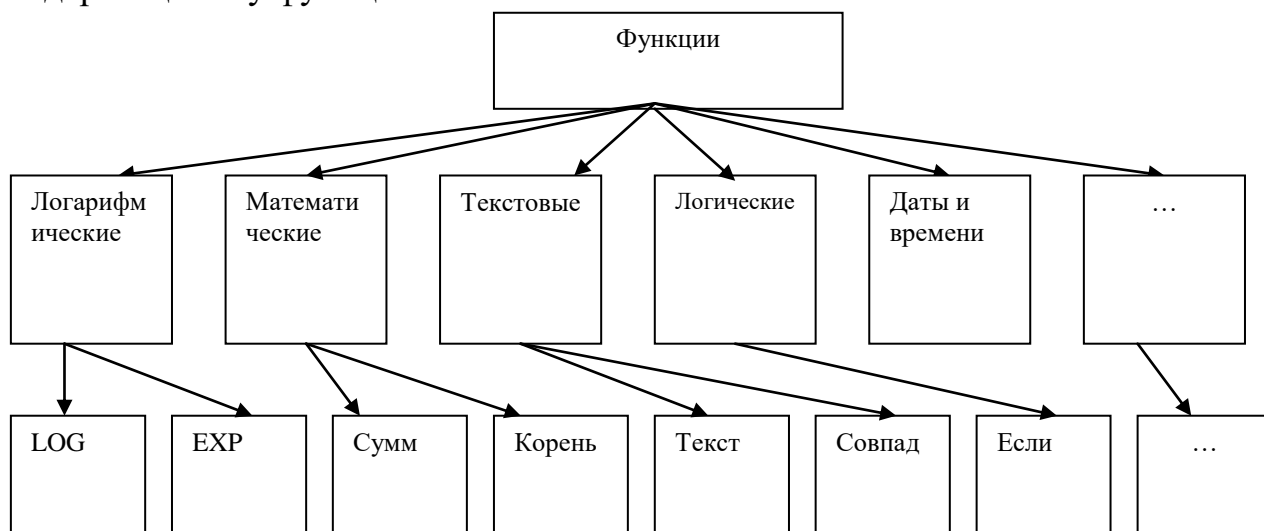 Функции
Логарифм
ические
Математи
ческие
Текстовые
Логические
Даты и
времени
…
LOG
EXP
Сумм
Корень
Текст
Совпад
Если
…